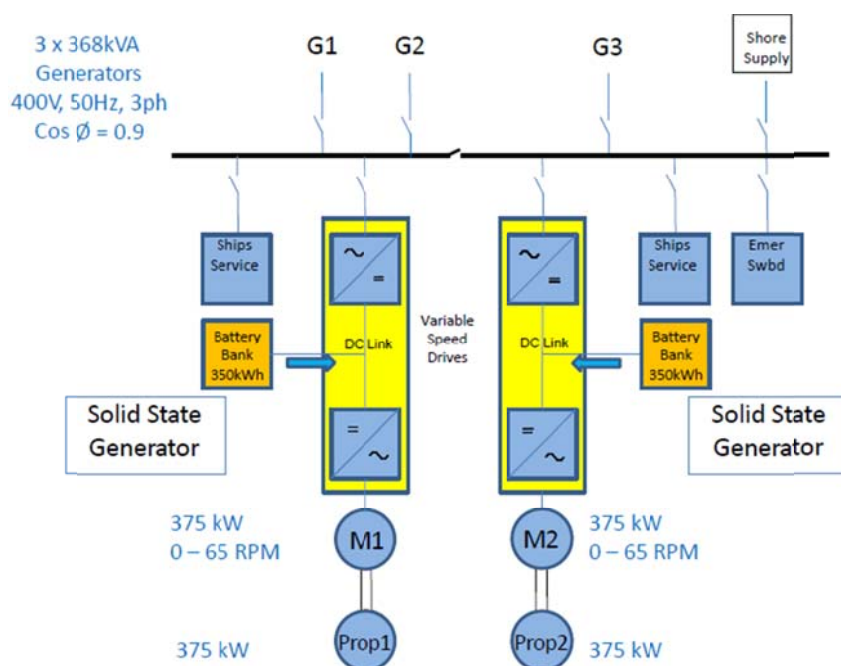 3 x 368kVA
Generators
400V, 50Hz, 3ph
Cos Ø = 0.9
G1
G2
G3
Shore
Supply
Ships
Service
Ships
Service
Emer
Swbd
~
=
~
=
Battery
Bank
350kWh
DC Link
Variable
Speed
Drives
DC Link
Battery
Bank
350kWh
Solid State
Generator
Solid State
Generator
=
~
=
~
375 kW
0 – 65 RPM
M1
M2
375 kW
0 – 65 RPM
375 kW
Prop1
Prop2
375 kW